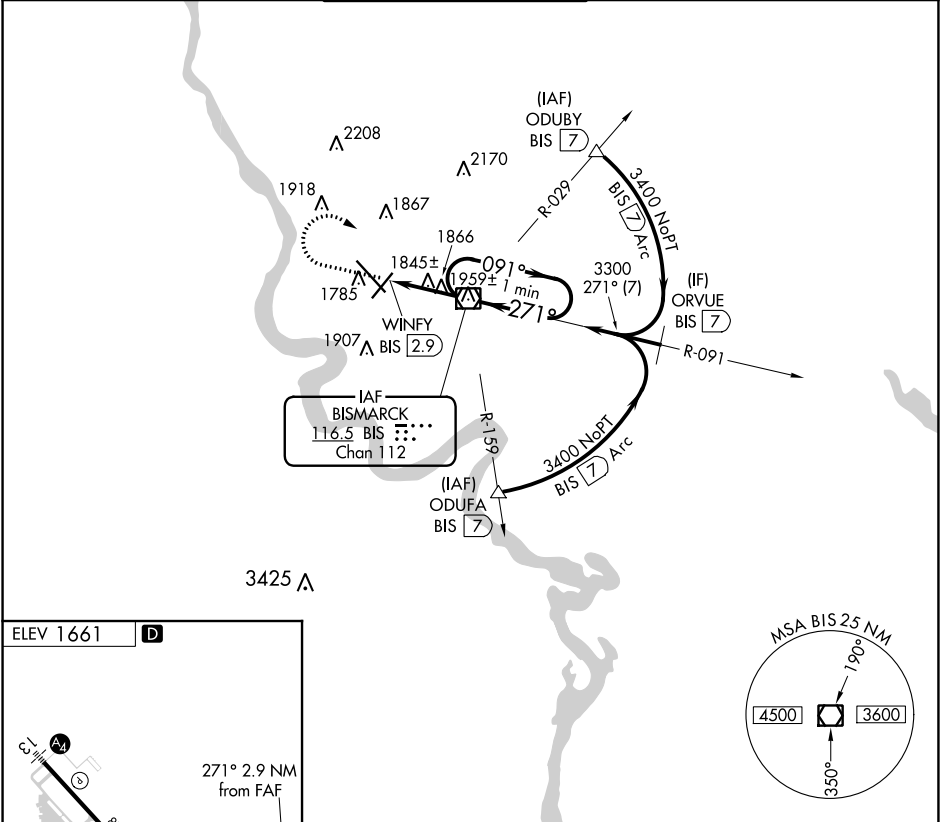 (IAF)
ODUBY
BIS 7
2208
2170
R-029
3400 NoPT
BIS 7 Arc
1918
1867
1866
1845±
091°
3300
271° (7)
(IF)
ORVUE
BIS 7
1785
1959± 1 min
271°
WINFY
BIS 2.9
1907
R-091
IAF
BISMARCK
116.5 BIS
Chan 112
R-159
3400 NoPT
BIS 7 Arc
(IAF)
ODUFA
BIS 7
3425
ELEV 1661 D
MSA BIS 25 NM
190°
4500
3600
350°
13
A4
P
271° 2.9 NM
from FAF